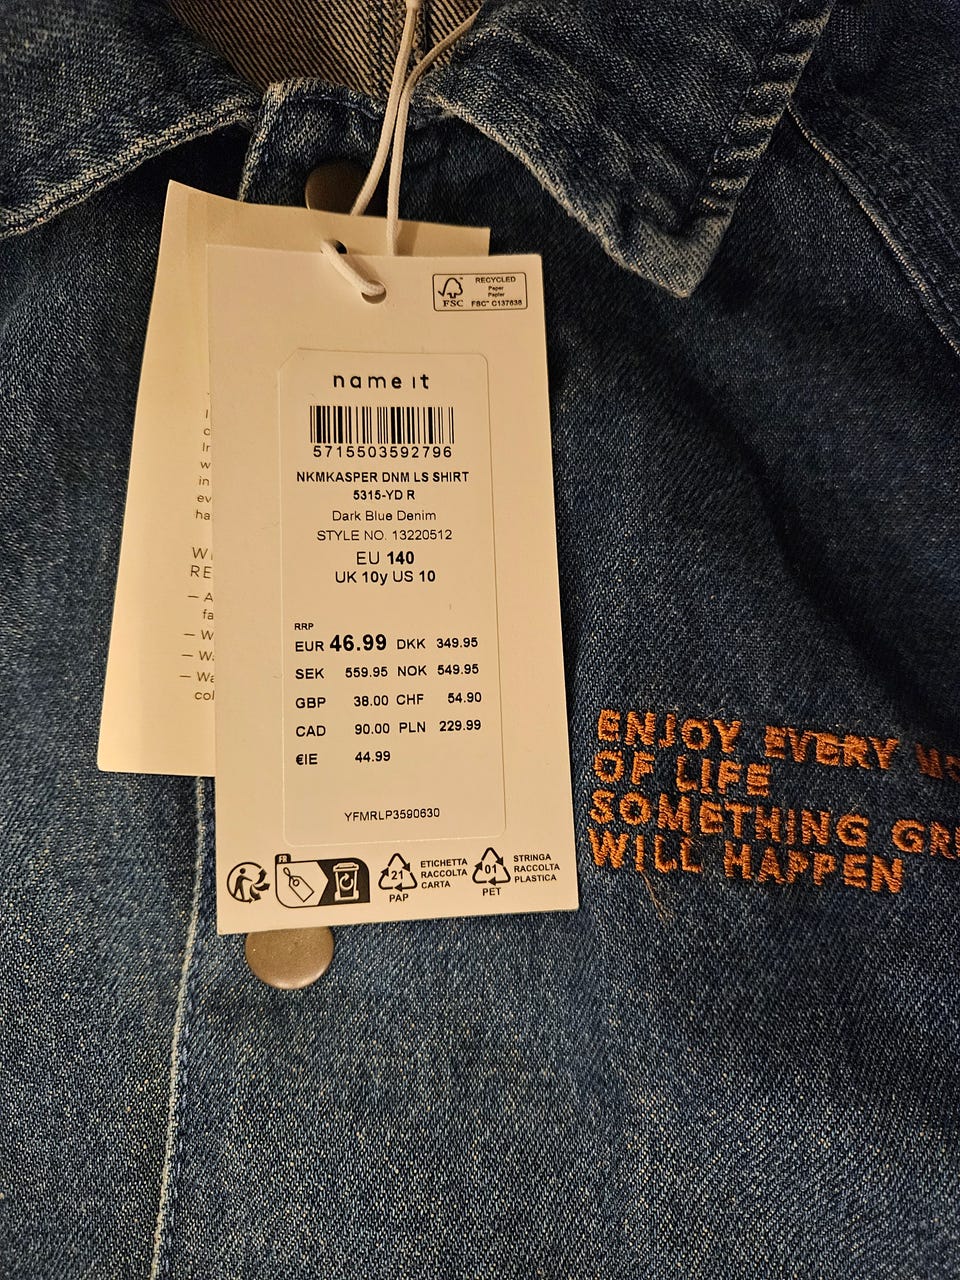 RECYCLED
Paper
Papier
FSC
FSC™ C137638
name it
5715503592796
NKMKASPER DNM LS SHIRT
5315-YD R
Dark Blue Denim
STYLE NO. 13220512
EU 140
UK 10y US 10
RRP
EUR 46.99 DKK 349.95
SEK 559.95 NOK 549.95
GBP 38.00 CHF 54.90
CAD 90.00 PLN 229.99
€IE 44.99
YFMRLP3590630
FR
21
PAP
ETICHETTA
RACCOLTA
CARTA
01
PET
STRINGA
RACCOLTA
PLASTICA
ENJOY EVERY
OF LIFE
SOMETHING
WILL HAPPEN